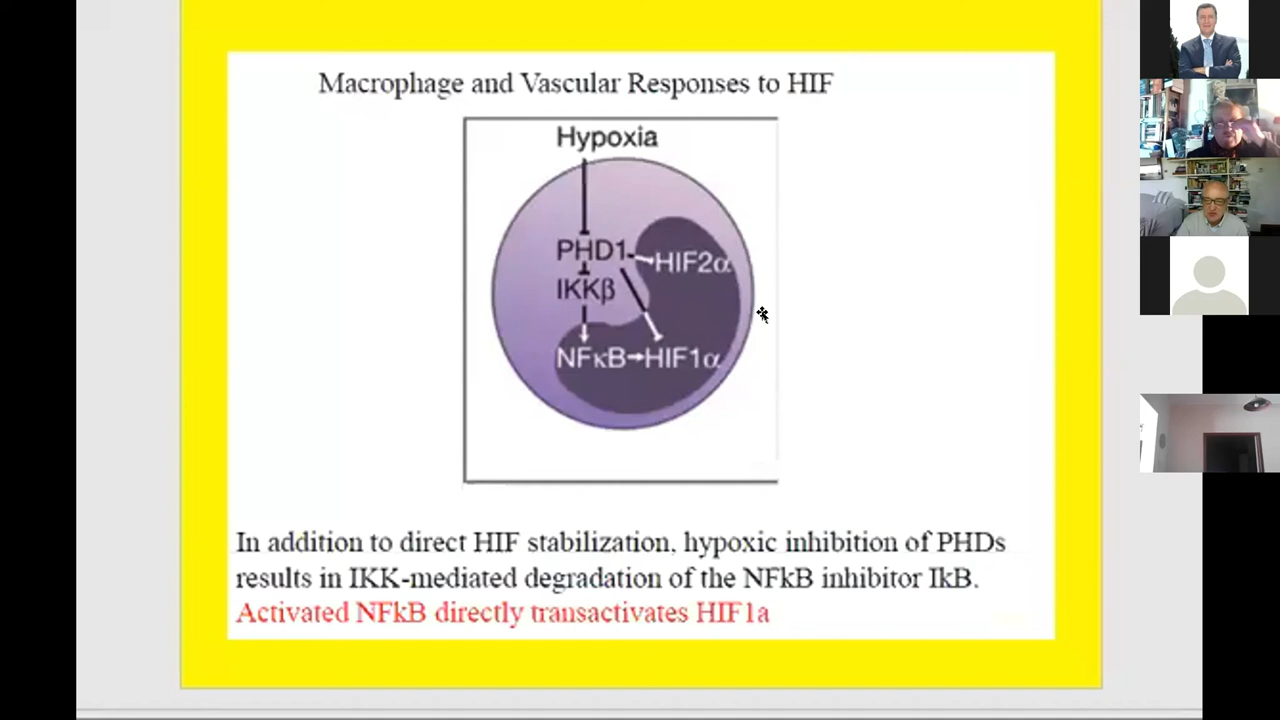 Macrophage and Vascular Responses to HIF
Hypoxia
PHD1
HIF2α
IKKβ
NFκB HIF1α
In addition to direct HIF stabilization, hypoxic inhibition of PHDs
results in IKK-mediated degradation of the NFkB inhibitor IkB.
Activated NFkB directly transactivates HIF1a